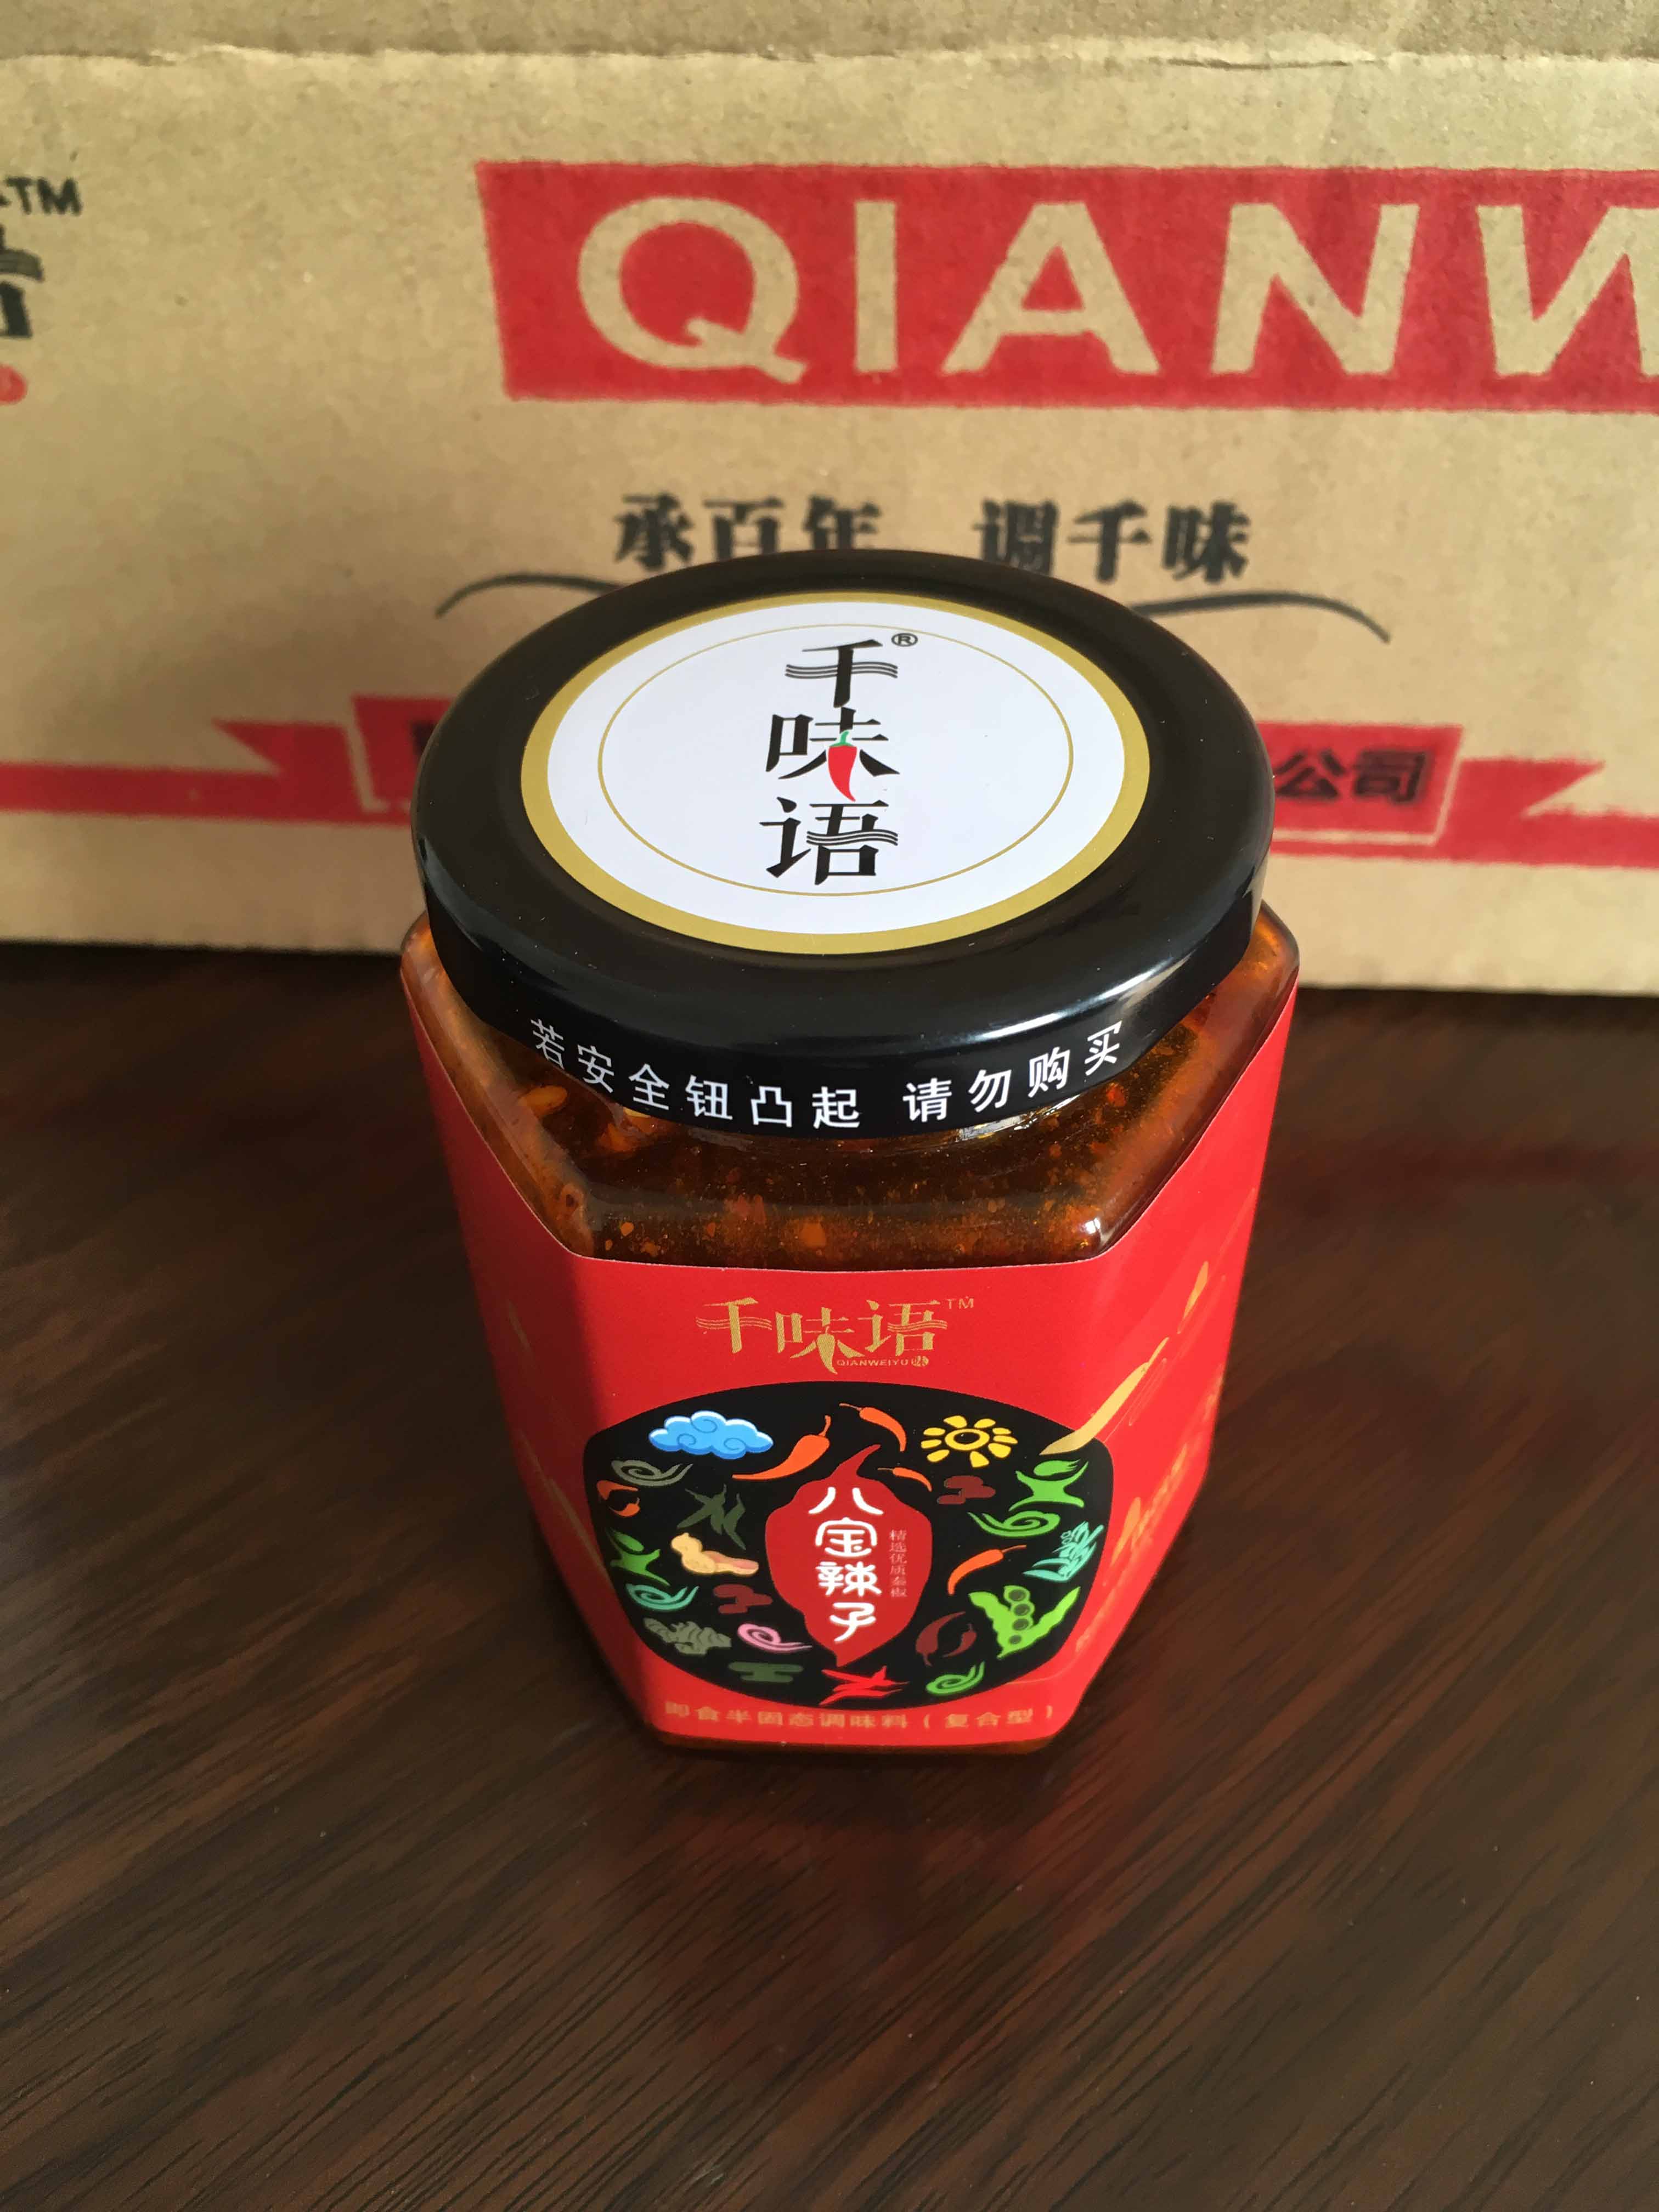 TM
QIANW
承百年 调千味
公司
千味语®
若安全钮凸起 请勿购买
千味语TM
QIANWEIYU
八宝辣子
精选优质秦椒
即食半固态调味料(复合型)